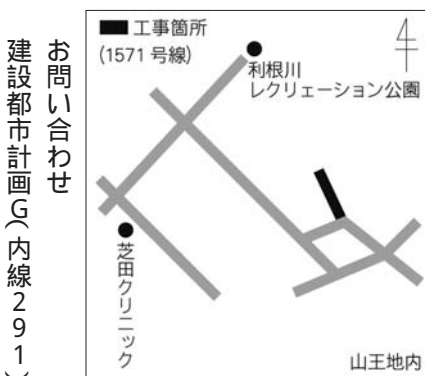 お問い合わせ
建設都市計画G(内線291)
■工事箇所
(1571号線)
利根川
レクリェーション公園
芝田クリニック
山王地内